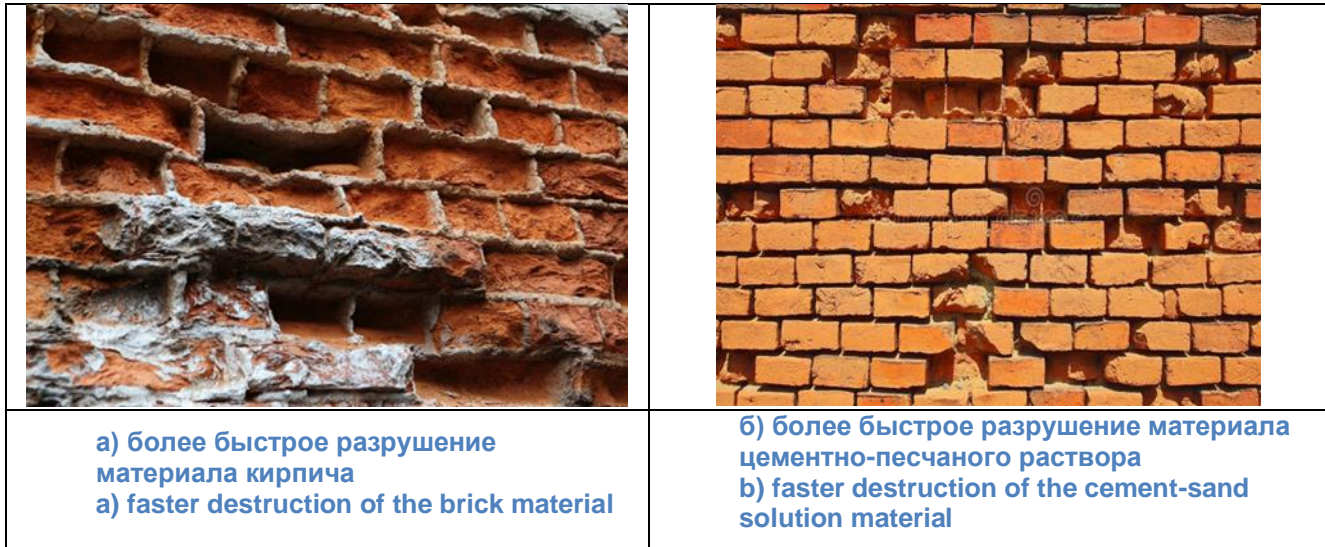 а) более быстрое разрушение
материала кирпича
a) faster destruction of the brick material
б) более быстрое разрушение материала
цементно-песчаного раствора
b) faster destruction of the cement-sand
solution material